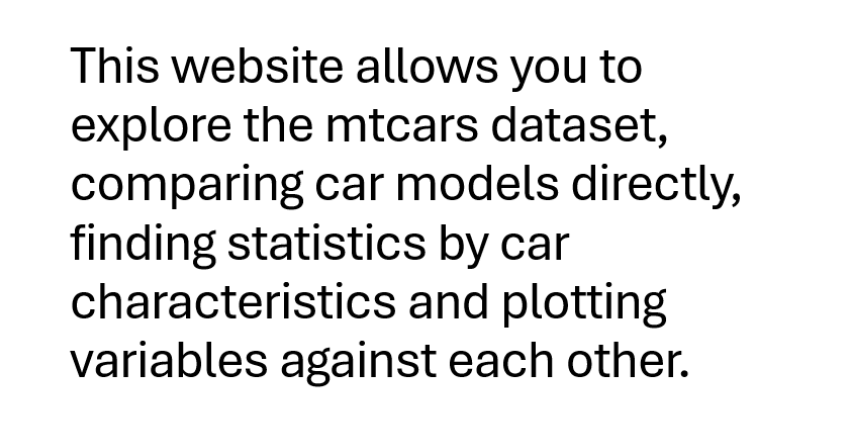 This website allows you to
explore the mtcars dataset,
comparing car models directly,
finding statistics by car
characteristics and plotting
variables against each other.